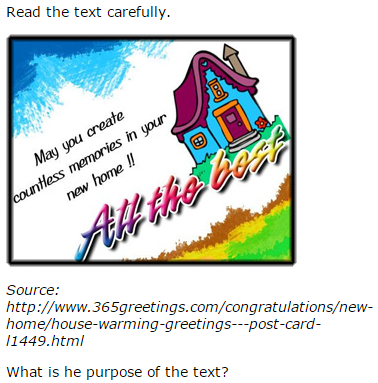 Read the text carefully.
May you create
countless memories in your
new home !!
All the best
Source:
http://www.365greetings.com/congratulations/new-
home/house-warming-greetings---post-card-
l1449.html
What is he purpose of the text?